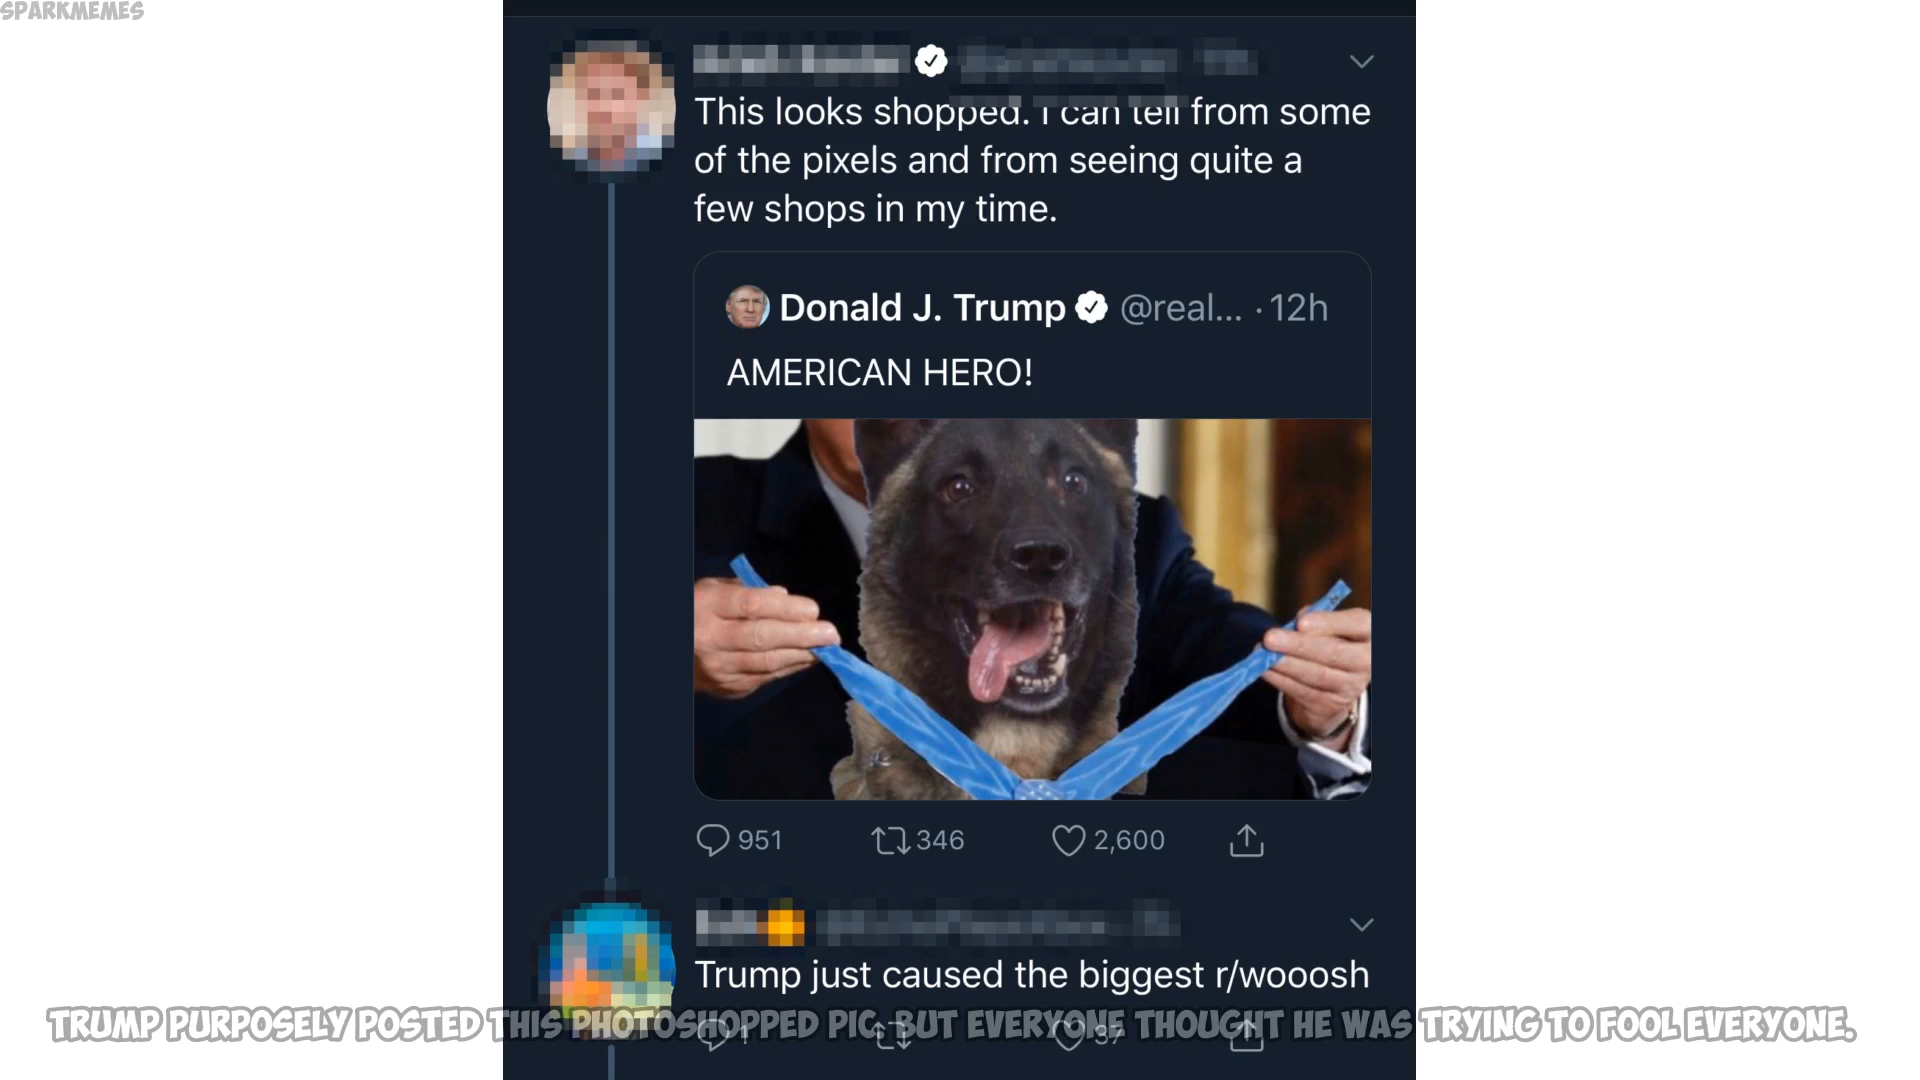 SPARKMEMES
This looks shopped. I can tell from some
of the pixels and from seeing quite a
few shops in my time.
Donald J. Trump @real... · 12h
AMERICAN HERO!
951 346 2,600
Trump just caused the biggest r/wooosh
1 37
TRUMP PURPOSELY POSTED THIS PHOTOSHOPPED PIC, BUT EVERYONE THOUGHT HE WAS TRYING TO FOOL EVERYONE.